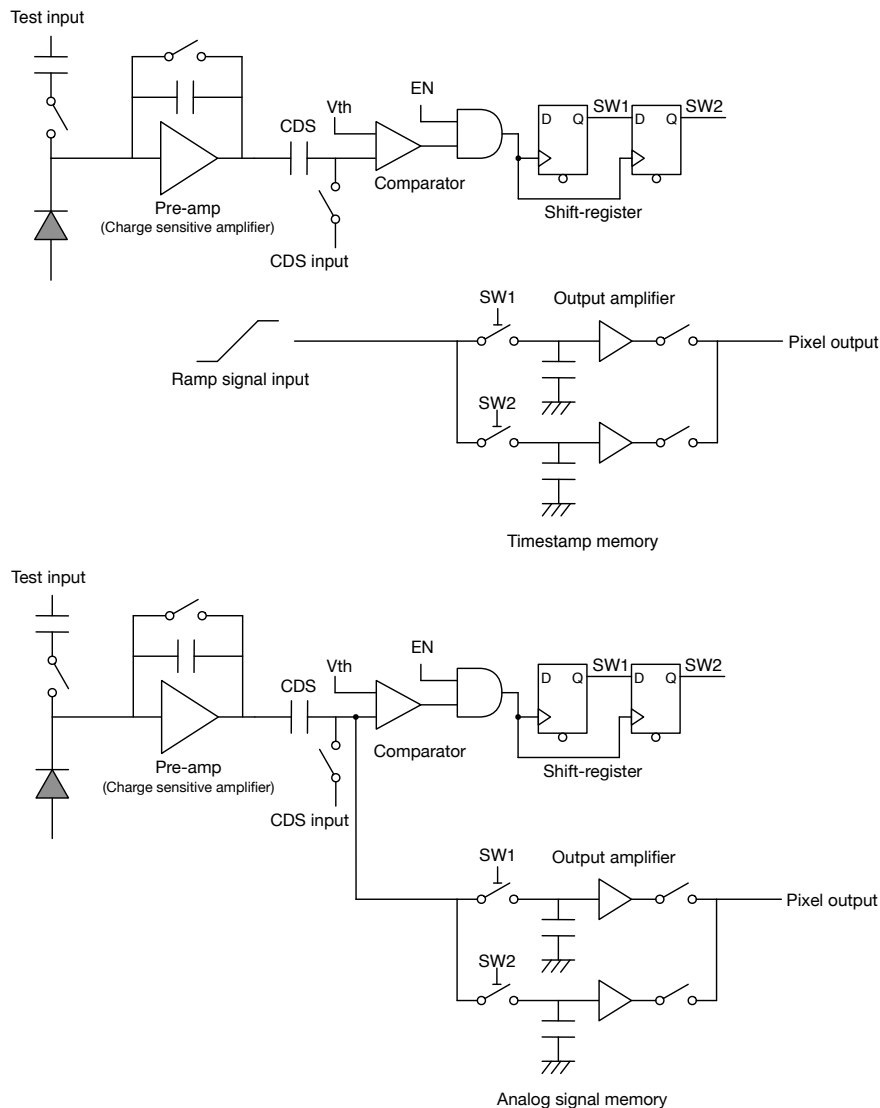 Test input
EN
Vth
CDS
SW1
SW2
D
Q
D
Q
Comparator
Pre-amp
(Charge sensitive amplifier)
Shift-register
CDS input
SW1
Output amplifier
Pixel output
Ramp signal input
SW2
Timestamp memory
Test input
EN
Vth
CDS
SW1
SW2
D
Q
D
Q
Comparator
Pre-amp
(Charge sensitive amplifier)
Shift-register
CDS input
SW1
Output amplifier
Pixel output
SW2
Analog signal memory